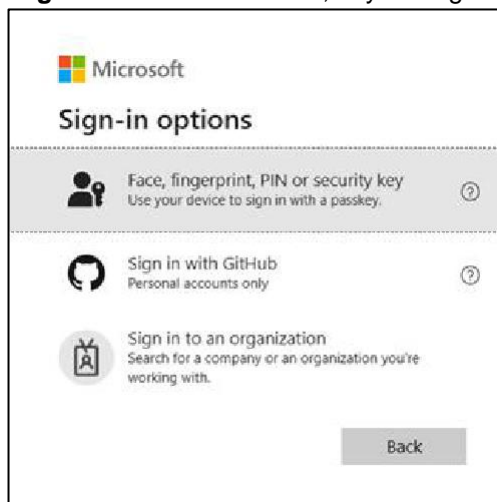 Microsoft
Sign-in options
Face, fingerprint, PIN or security key
Use your device to sign in with a passkey.
Sign in with GitHub
Personal accounts only
Sign in to an organization
Search for a company or an organization you're
working with.
Back